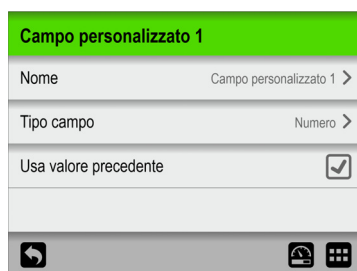 Campo personalizzato 1
Nome Campo personalizzato 1
Tipo campo Numero
Usa valore precedente